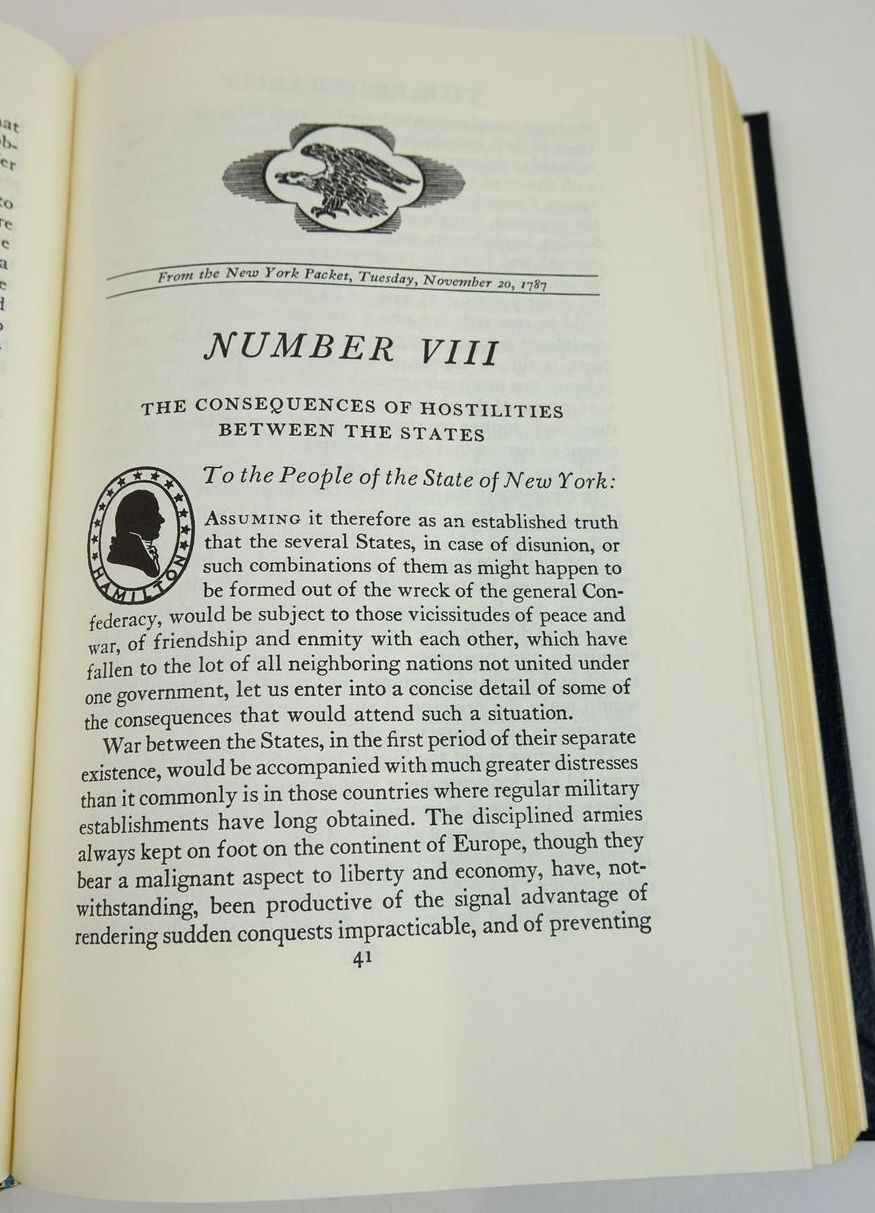 From the New York Packet, Tuesday, November 20, 1787
NUMBER VIII
THE CONSEQUENCES OF HOSTILITIES
BETWEEN THE STATES
To the People of the State of New York:
HAMILTON
ASSUMING it therefore as an established truth
that the several States, in case of disunion, or
such combinations of them as might happen to
be formed out of the wreck of the general Con-
federacy, would be subject to those vicissitudes of peace and
war, of friendship and enmity with each other, which have
fallen to the lot of all neighboring nations not united under
one government, let us enter into a concise detail of some of
the consequences that would attend such a situation.
War between the States, in the first period of their separate
existence, would be accompanied with much greater distresses
than it commonly is in those countries where regular military
establishments have long obtained. The disciplined armies
always kept on foot on the continent of Europe, though they
bear a malignant aspect to liberty and economy, have, not-
withstanding, been productive of the signal advantage of
rendering sudden conquests impracticable, and of preventing
41